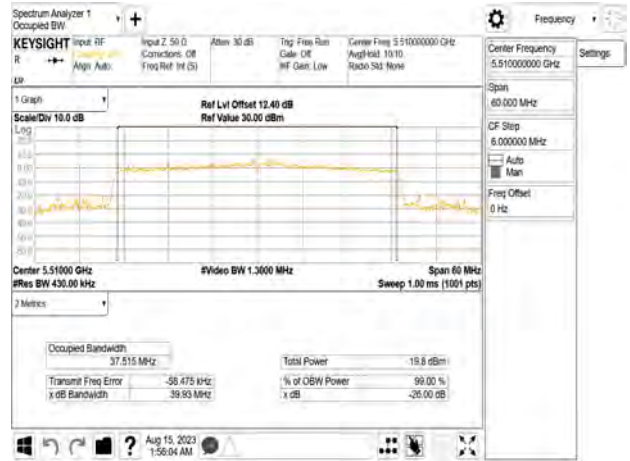 Spectrum Analyzer 1
Occupied BW
+
Frequency
KEYSIGHT
R
Input: RF
Align: Auto
Input Z: 50 Ω
Corrections: Off
Freq Ref: Int (S)
Atten: 30 dB
Trig: Free Run
Gate: Off
#IF Gain: Low
Center Freq: 5.510000000 GHz
Avg|Hold: 10/10
Radio Std: None
Center Frequency
5.510000000 GHz
Settings
Span
60.000 MHz
CF Step
6.000000 MHz
Auto
Man
Freq Offset
0 Hz
1 Graph
Scale/Div 10.0 dB
Ref Lvl Offset 12.40 dB
Ref Value 30.00 dBm
Log
Center 5.51000 GHz
#Res BW 430.00 kHz
#Video BW 1.3000 MHz
Span 60 MHz
Sweep 1.00 ms (1001 pts)
2 Metrics
Occupied Bandwidth
37.515 MHz
Total Power
19.8 dBm
Transmit Freq Error
-58.475 kHz
% of OBW Power
99.00 %
x dB Bandwidth
39.93 MHz
x dB
-26.00 dB
?
Aug 15, 2023
1:56:04 AM